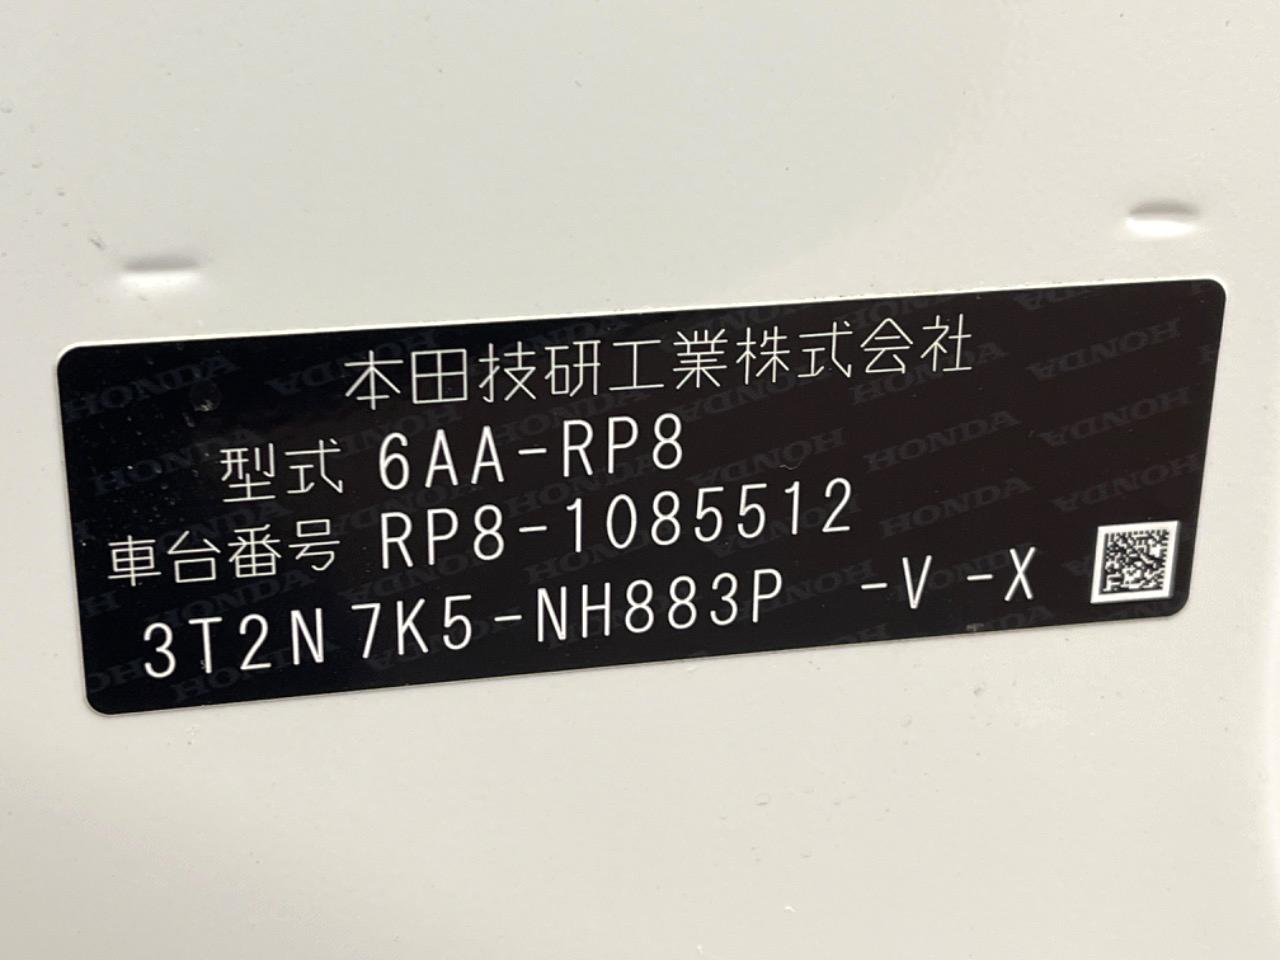 本田技研工業株式会社
型式 6AA-RP8
車台番号 RP8-1085512
3T2N 7K5-NH883P -V -X